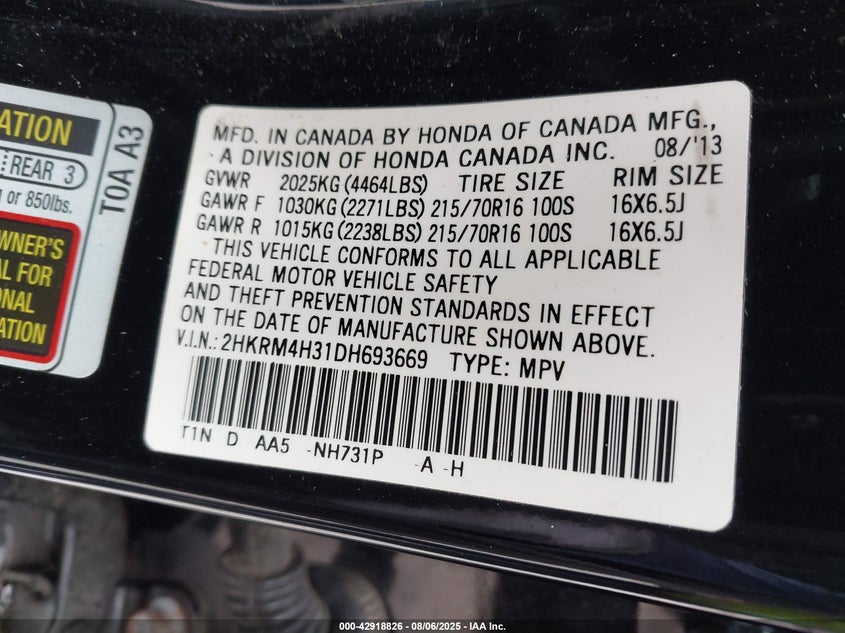 ATION
REAR 3
or 850lbs.
WNER'S
AL FOR
ONAL
ATION
T0A A3
MFD. IN CANADA BY HONDA OF CANADA MFG.,
A DIVISION OF HONDA CANADA INC. 08/'13
GVWR 2025KG (4464LBS) TIRE SIZE RIM SIZE
GAWR F 1030KG (2271LBS) 215/70R16 100S 16X6.5J
GAWR R 1015KG (2238LBS) 215/70R16 100S 16X6.5J
THIS VEHICLE CONFORMS TO ALL APPLICABLE
FEDERAL MOTOR VEHICLE SAFETY
AND THEFT PREVENTION STANDARDS IN EFFECT
ON THE DATE OF MANUFACTURE SHOWN ABOVE.
V.I.N.: 2HKRM4H31DH693669 TYPE: MPV
T1N D AA5 -NH731P -A -H
000-42918826 - 08/06/2025 - IAA Inc.